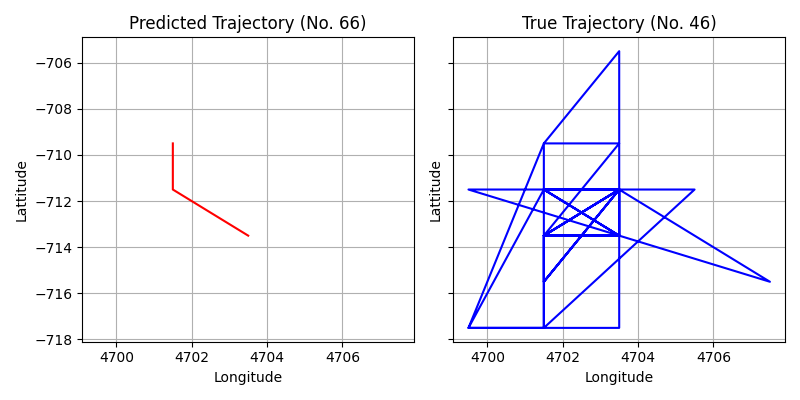 Predicted Trajectory (No. 66)
−706
−708
−710
−712
−714
−716
−718
Lattitude
4700 4702 4704 4706
Longitude
True Trajectory (No. 46)
Lattitude
4700 4702 4704 4706
Longitude